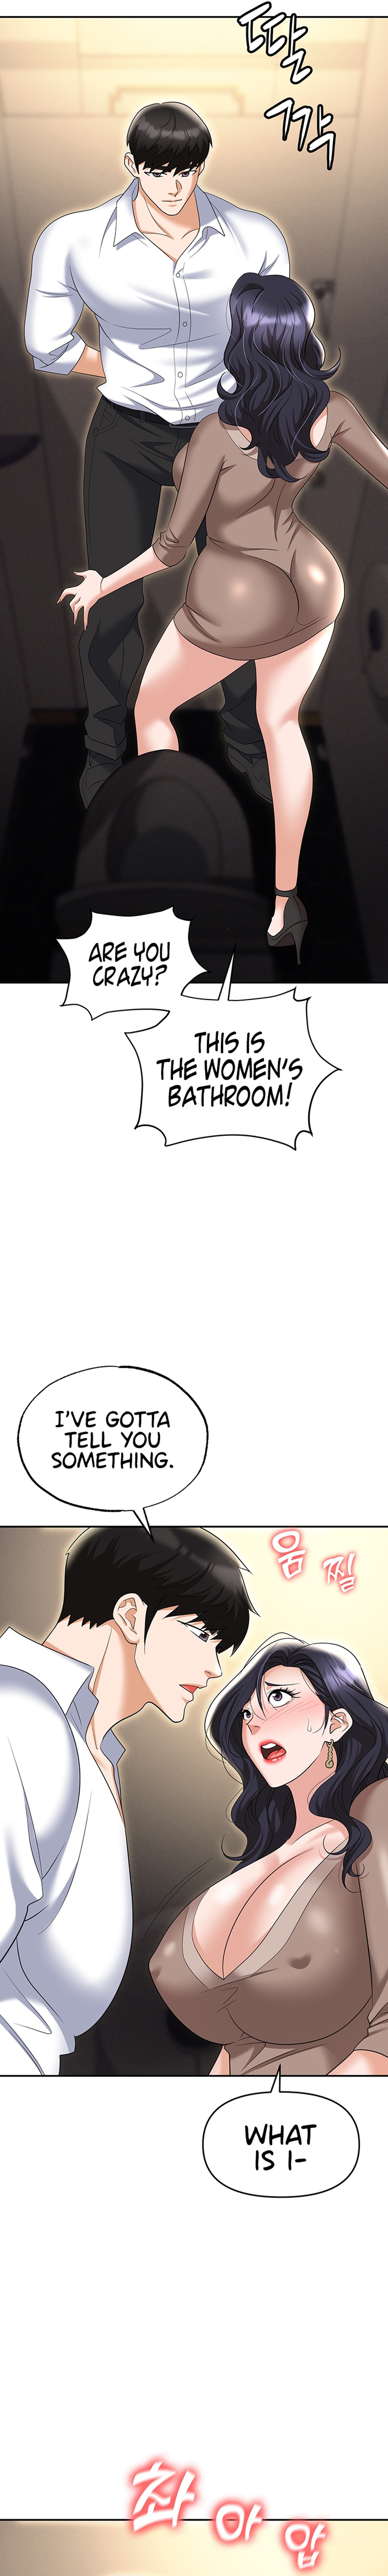 딸
깍
ARE YOU
CRAZY?
THIS IS
THE WOMEN'S
BATHROOM!
I'VE GOTTA
TELL YOU
SOMETHING.
움
찔
WHAT
IS I-
촤
아
압